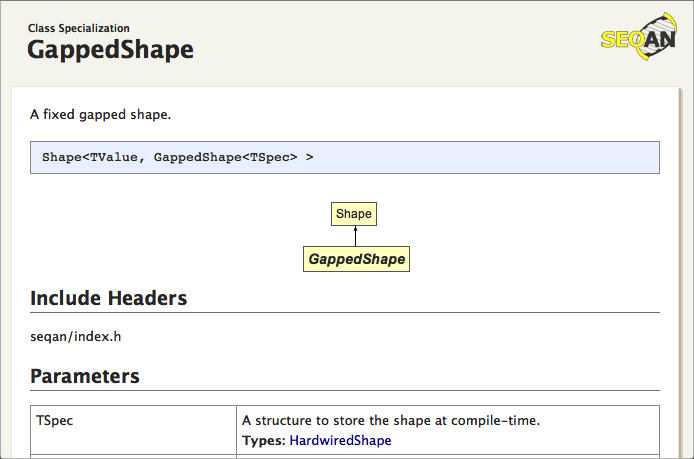 Class Specialization
GappedShape
SEQAN
A fixed gapped shape.
Shape<TValue, GappedShape<TSpec> >
Shape
GappedShape
Include Headers
seqan/index.h
Parameters
TSpec
A structure to store the shape at compile-time.
Types: HardwiredShape